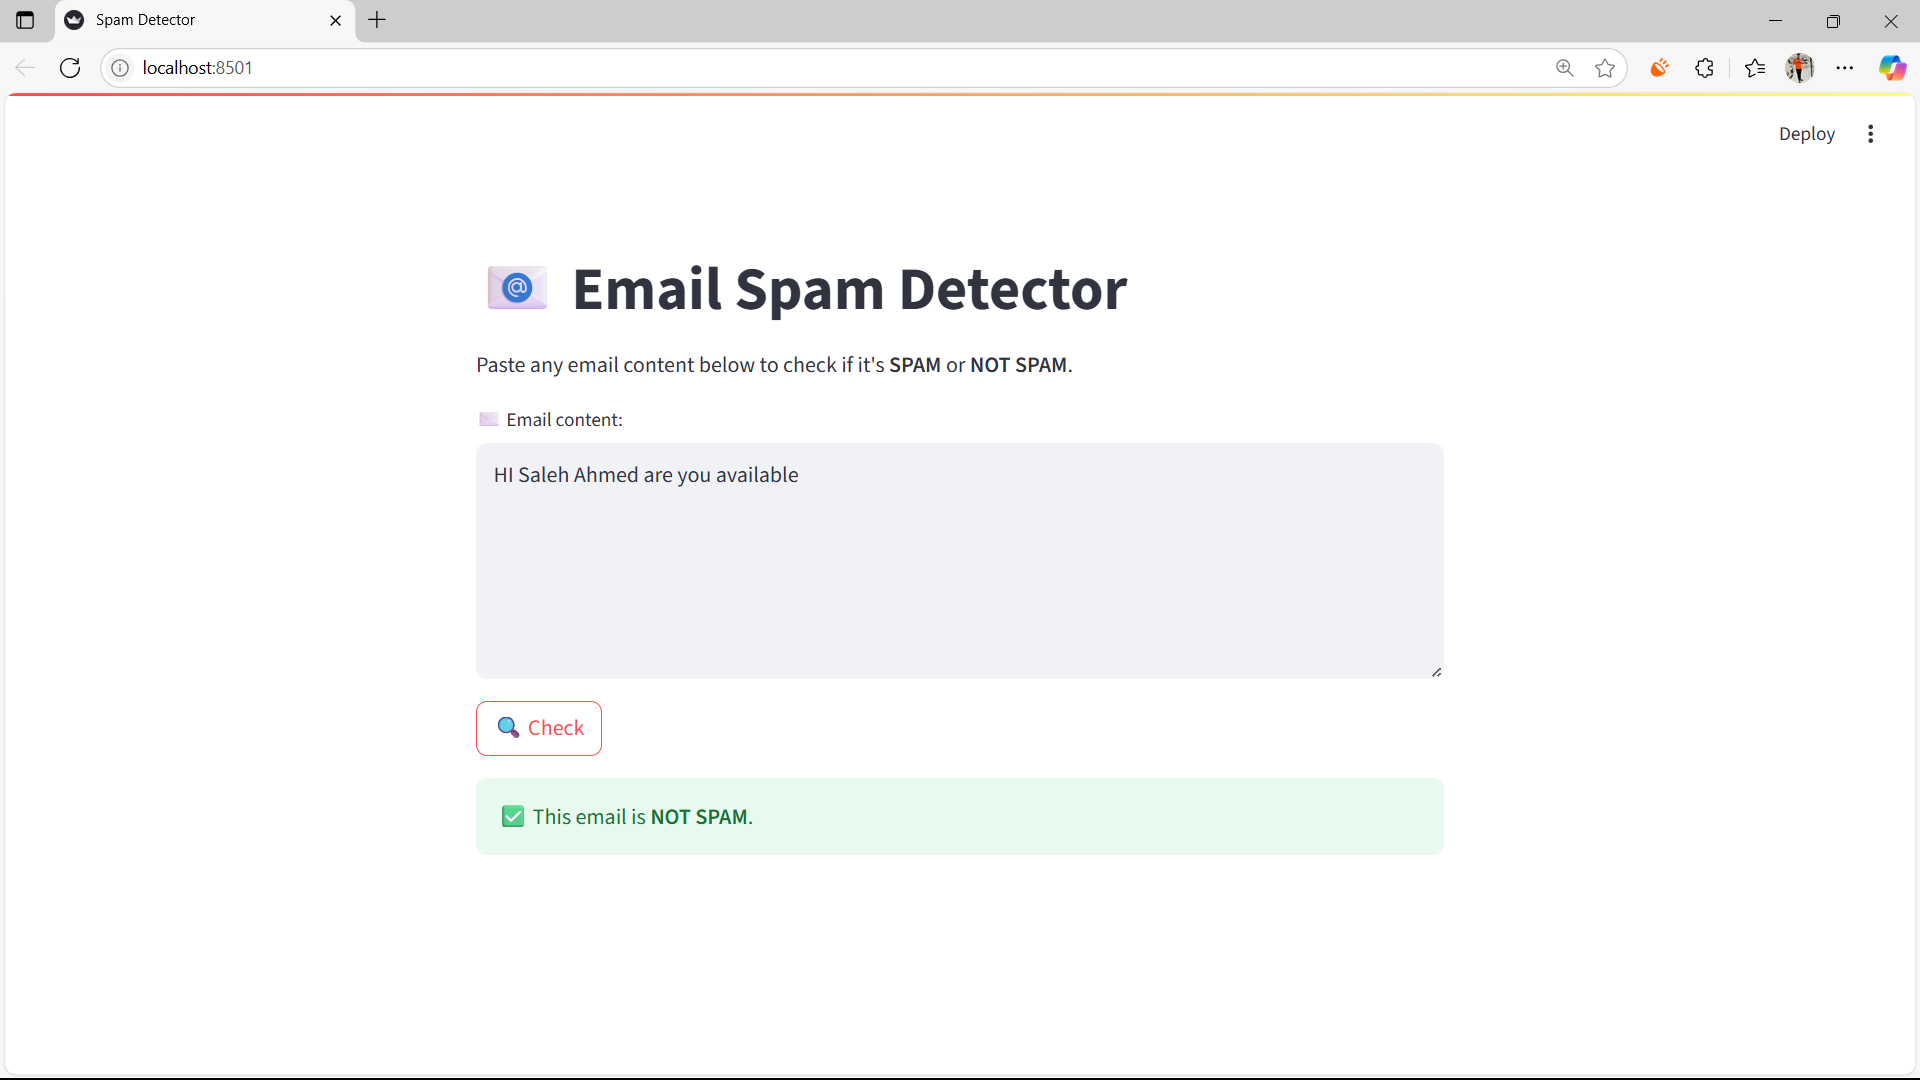 Spam Detector
localhost:8501
Deploy
Email Spam Detector
Paste any email content below to check if it's SPAM or NOT SPAM.
Email content:
HI Saleh Ahmed are you available
Check
This email is NOT SPAM.